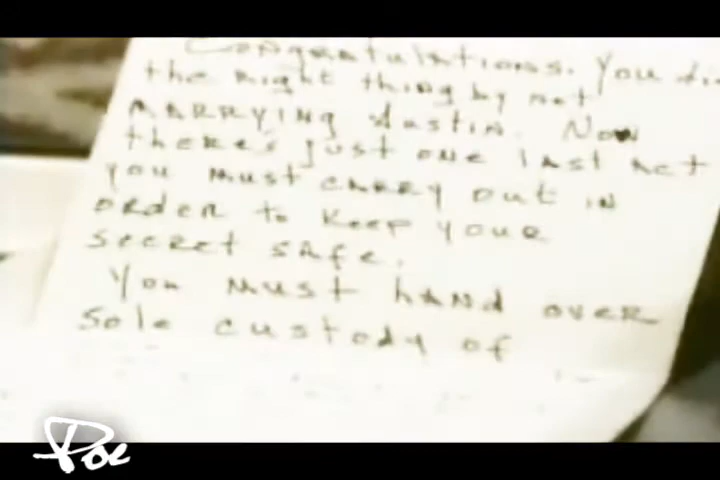 Congratulations. You di
the right thing by not
MARRYING dustin. Now
there's just one last act
you must carry out in
order to keep your
secret safe.
You must hand over
sole custody of
Poe